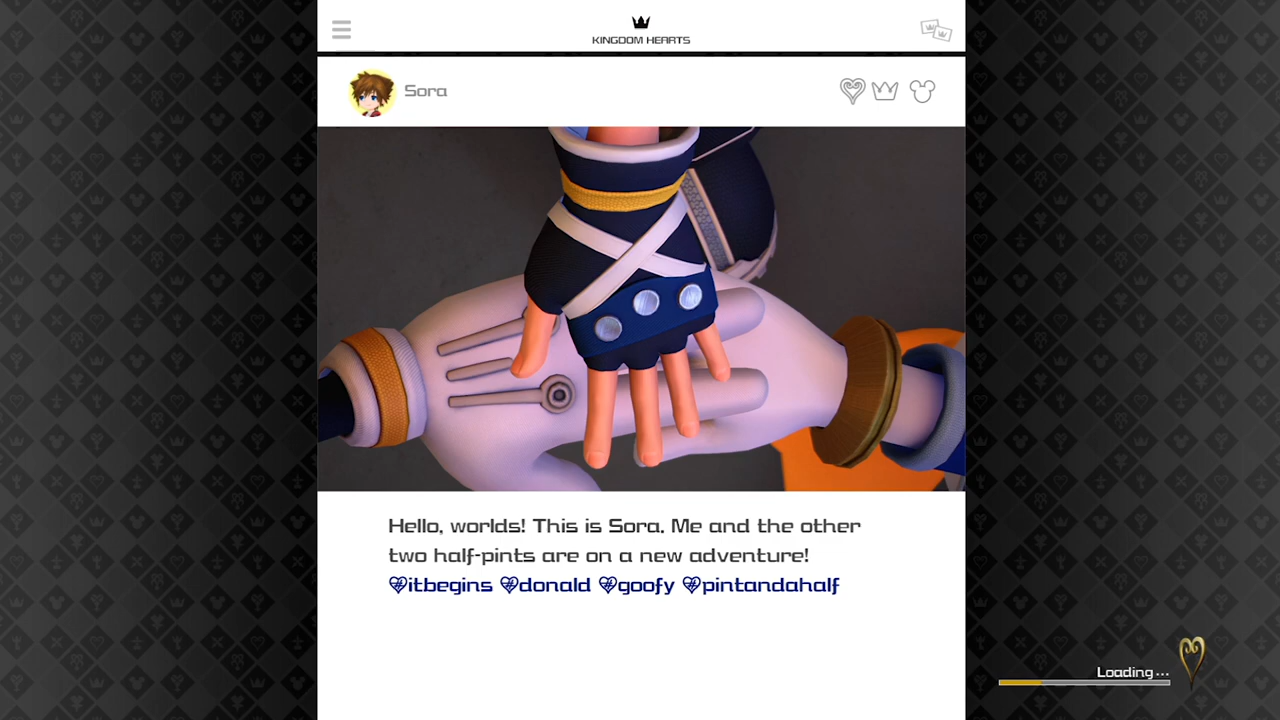 KINGDOM HEARTS
Sora
Hello, worlds! This is Sora. Me and the other
two half-pints are on a new adventure!
#itbegins #donald #goofy #pintandahalf
Loading...